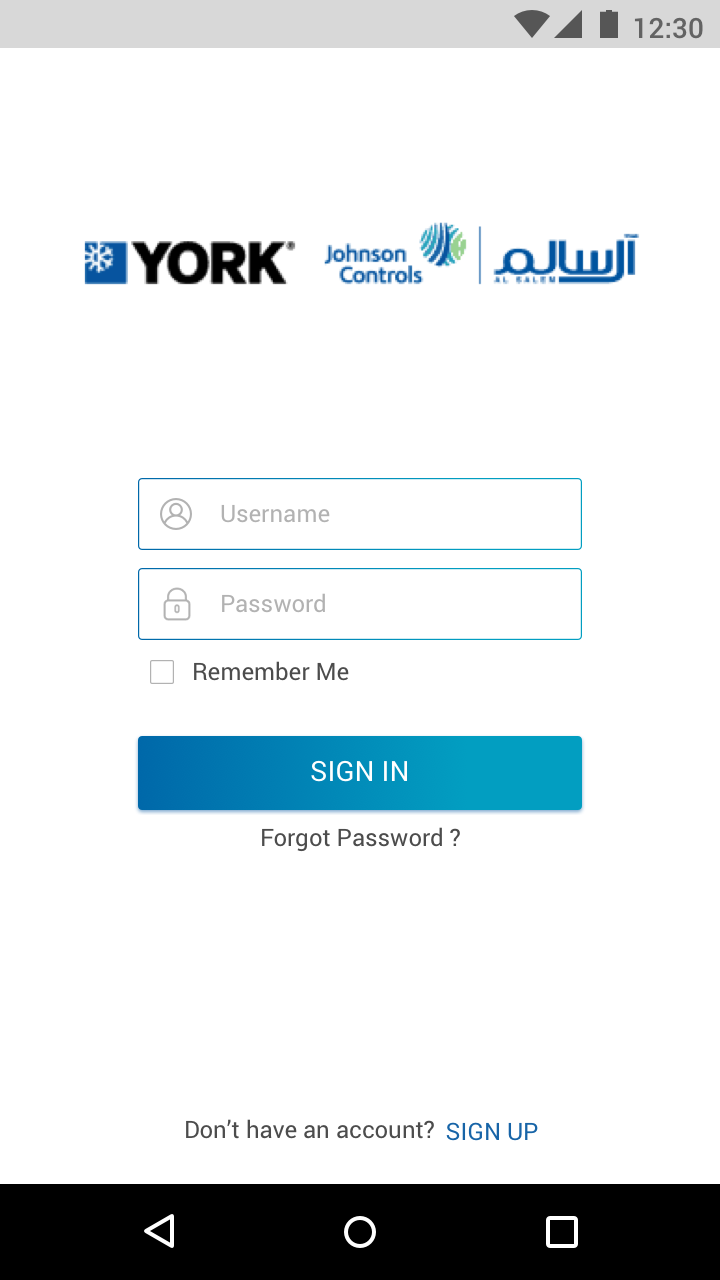 12:30
YORK®
Johnson
Controls
آل سالم
AL SALEM
Username
Password
Remember Me
SIGN IN
Forgot Password ?
Don't have an account? SIGN UP